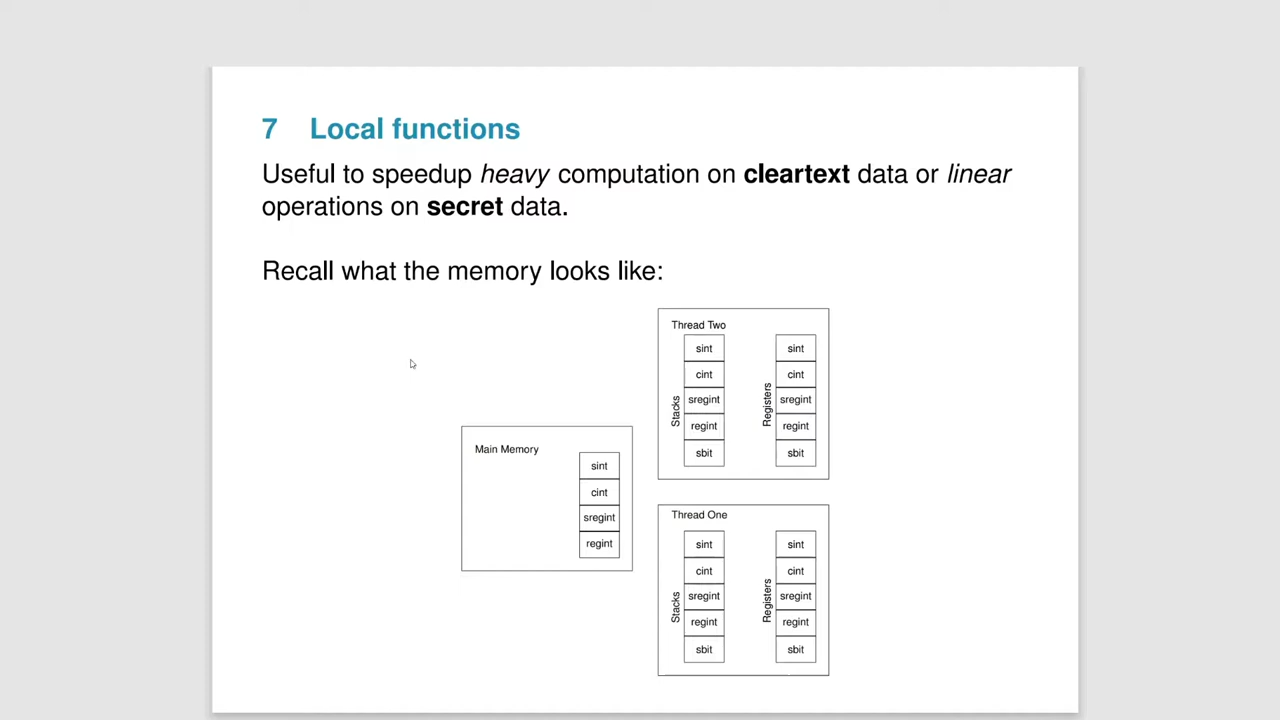 7 Local functions
Useful to speedup heavy computation on cleartext data or linear
operations on secret data.
Recall what the memory looks like:
Thread Two
Stacks
sint
cint
sregint
regint
sbit
Registers
sint
cint
sregint
regint
sbit
Main Memory
sint
cint
sregint
regint
Thread One
Stacks
sint
cint
sregint
regint
sbit
Registers
sint
cint
sregint
regint
sbit